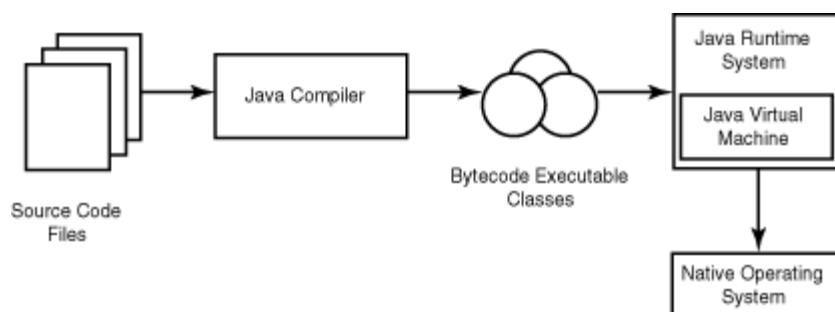 Source Code
Files
Java Compiler
Bytecode Executable
Classes
Java Runtime
System
Java Virtual
Machine
Native Operating
System